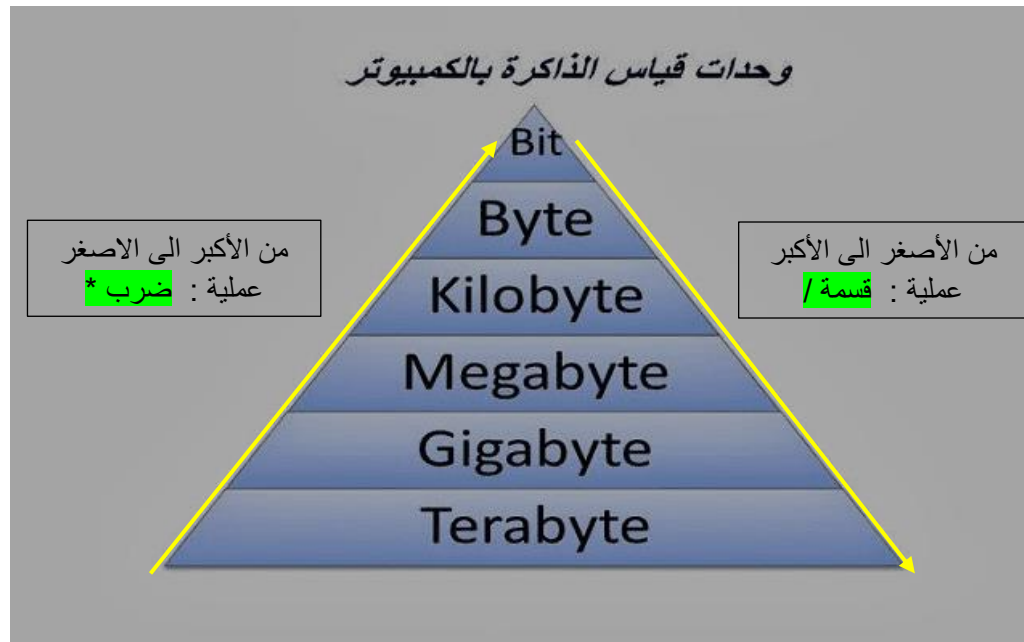 وحدات قياس الذاكرة بالكمبيوتر
Bit
Byte
Kilobyte
Megabyte
Gigabyte
Terabyte
من الأكبر الى الاصغر
عملية : ضرب *
من الأصغر الى الأكبر
عملية : قسمة /